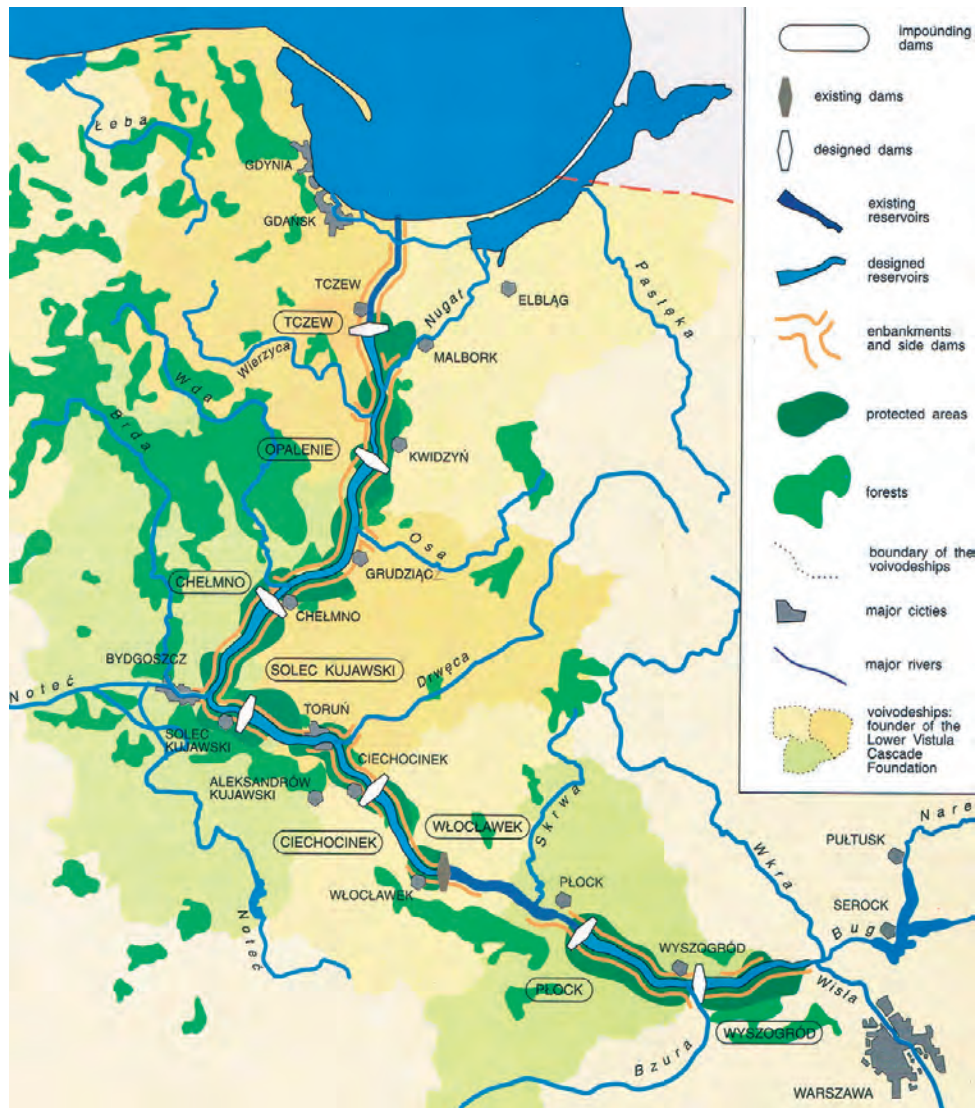 Łeba
GDYNIA
GDAŃSK
TCZEW
TCZEW
Nugat
ELBLĄG
Pasłęka
MALBORK
Wierzyca
Wda
Brda
OPALENIE
KWIDZYŃ
Osa
GRUDZIĄC
CHEŁMNO
CHEŁMNO
BYDGOSZCZ
SOLEC KUJAWSKI
Drwęca
Noteć
TORUŃ
SOLEC
KUJAWSKI
CIECHOCINEK
ALEKSANDRÓW
KUJAWSKI
WŁOCŁAWEK
CIECHOCINEK
Skrwa
WŁOCŁAWEK
PŁOCK
Noteć
Wkra
PUŁTUSK
Nare
SEROCK
Bug
WYSZOGRÓD
PŁOCK
Wisła
WYSZOGRÓD
Bzura
WARSZAWA
impounding
dams
existing dams
designed dams
existing
reservoirs
designed
reservoirs
enbankments
and side dams
protected areas
forests
boundary of the
voivodeships
major cicties
major rivers
voivodeships:
founder of the
Lower Vistula
Cascade
Foundation